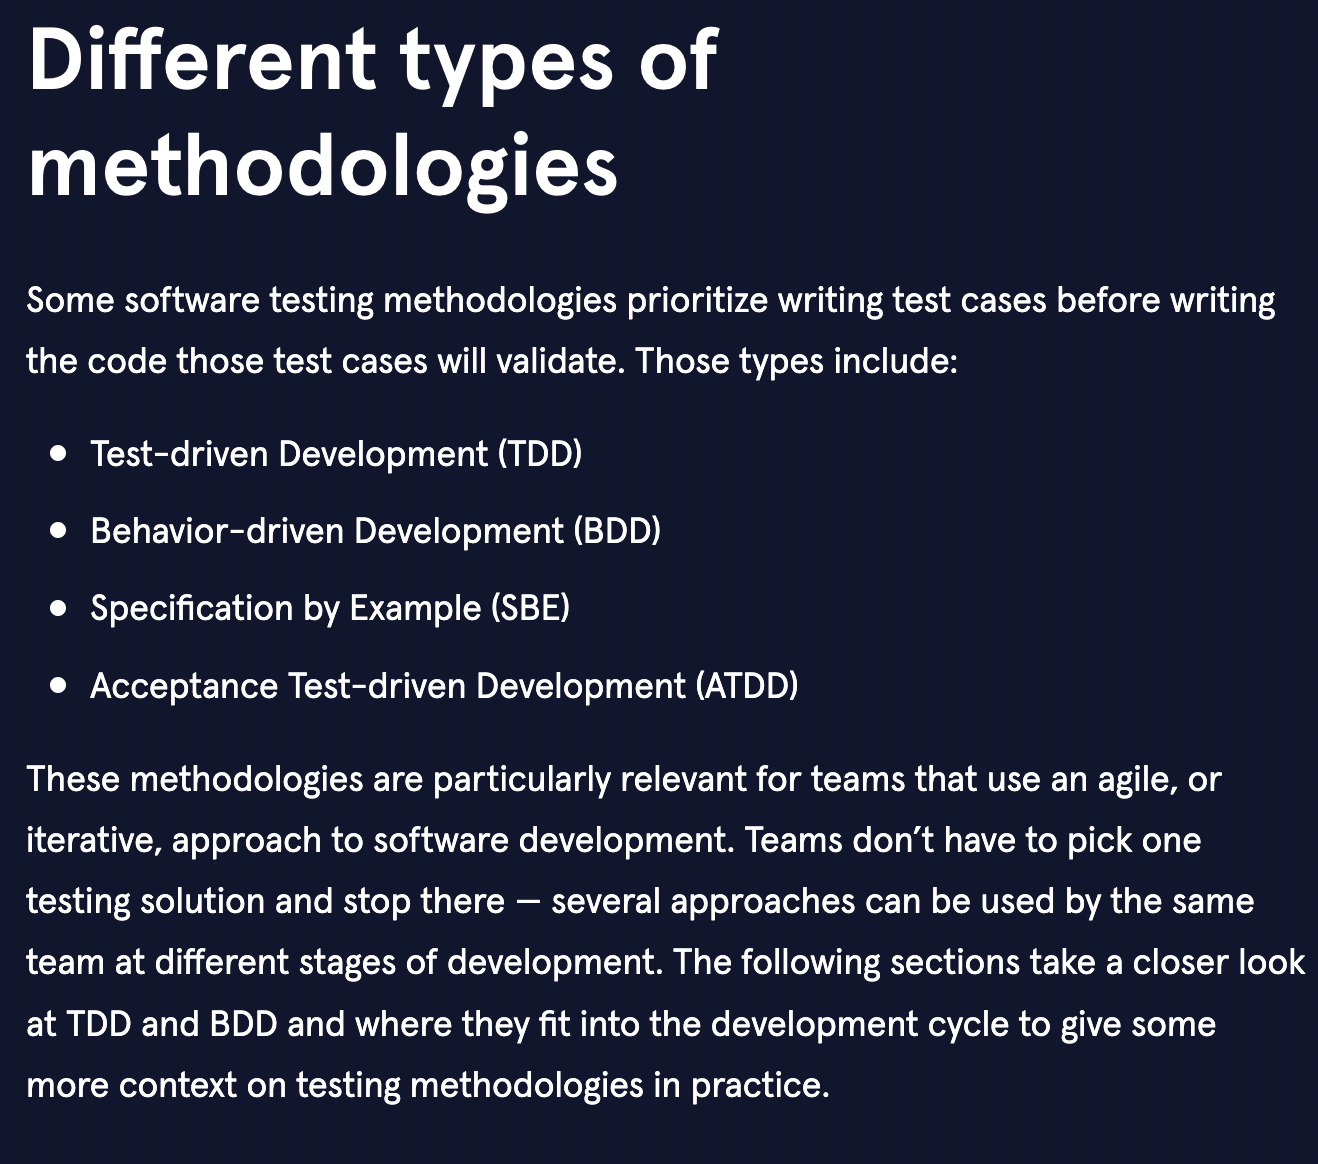 Different types of
methodologies
Some software testing methodologies prioritize writing test cases before writing
the code those test cases will validate. Those types include:
• Test-driven Development (TDD)
• Behavior-driven Development (BDD)
• Specification by Example (SBE)
• Acceptance Test-driven Development (ATDD)
These methodologies are particularly relevant for teams that use an agile, or
iterative, approach to software development. Teams don’t have to pick one
testing solution and stop there — several approaches can be used by the same
team at different stages of development. The following sections take a closer look
at TDD and BDD and where they fit into the development cycle to give some
more context on testing methodologies in practice.